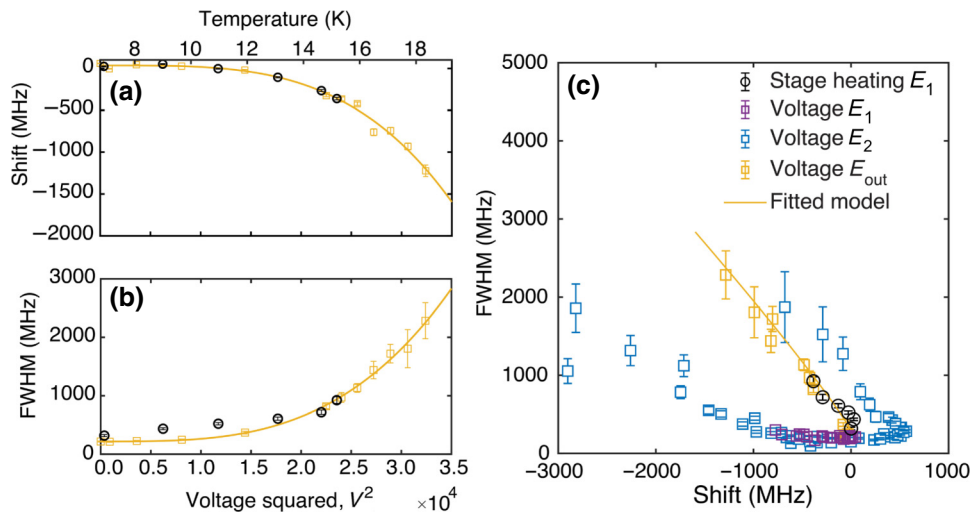 Temperature (K)
8 10 12 14 16 18
(a)
Shift (MHz)
0
−500
−1000
−1500
−2000
(b)
FWHM (MHz)
3000
2000
1000
0
0.0 0.5 1.0 1.5 2.0 2.5 3.0 3.5
Voltage squared, V² ×10⁴
(c)
Stage heating E₁
Voltage E₁
Voltage E₂
Voltage E_out
Fitted model
FWHM (MHz)
5000
4000
3000
2000
1000
0
−3000 −2000 −1000 0 1000
Shift (MHz)